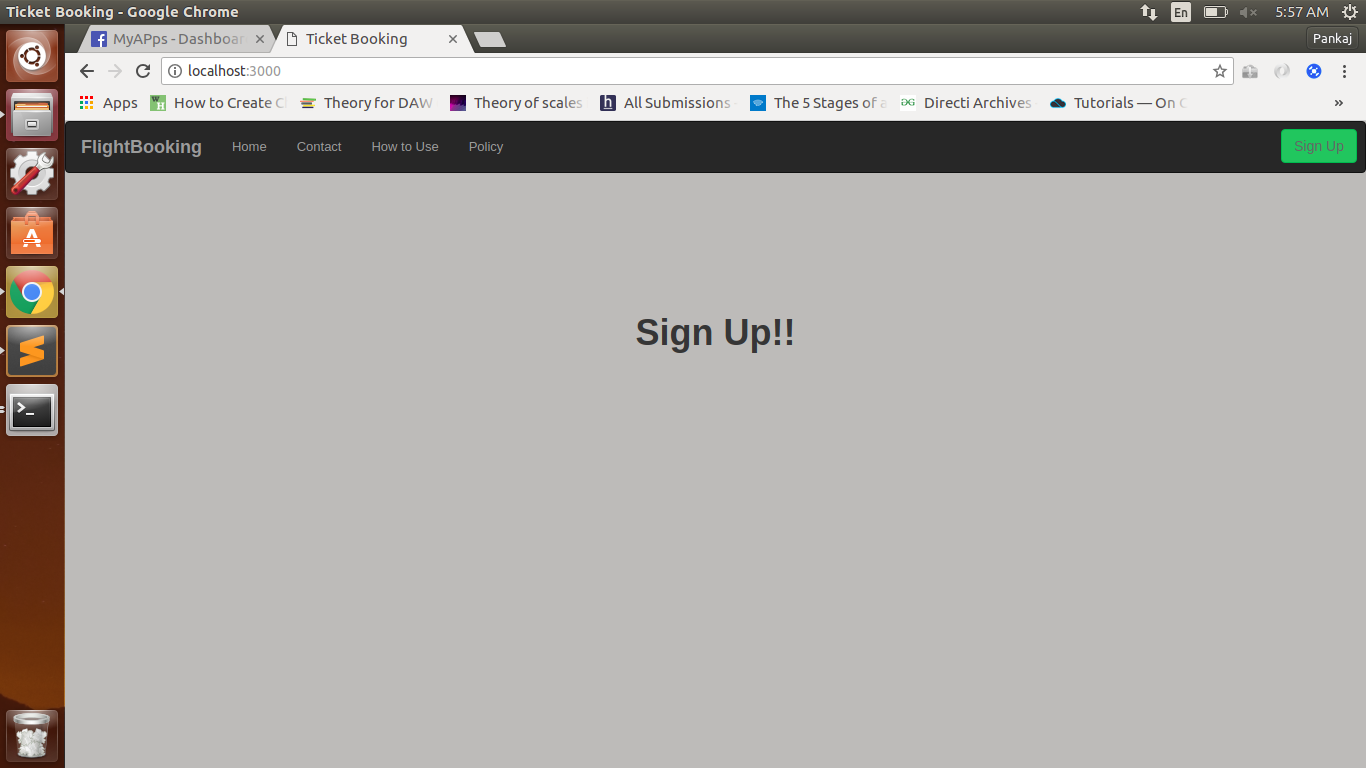 Ticket Booking - Google Chrome
En
5:57 AM
MyAPps - Dashboar
Ticket Booking
Pankaj
localhost:3000
Apps
How to Create C
Theory for DAW
Theory of scales
All Submissions
The 5 Stages of a
Directi Archives
Tutorials — On C
»
FlightBooking
Home
Contact
How to Use
Policy
Sign Up
Sign Up!!